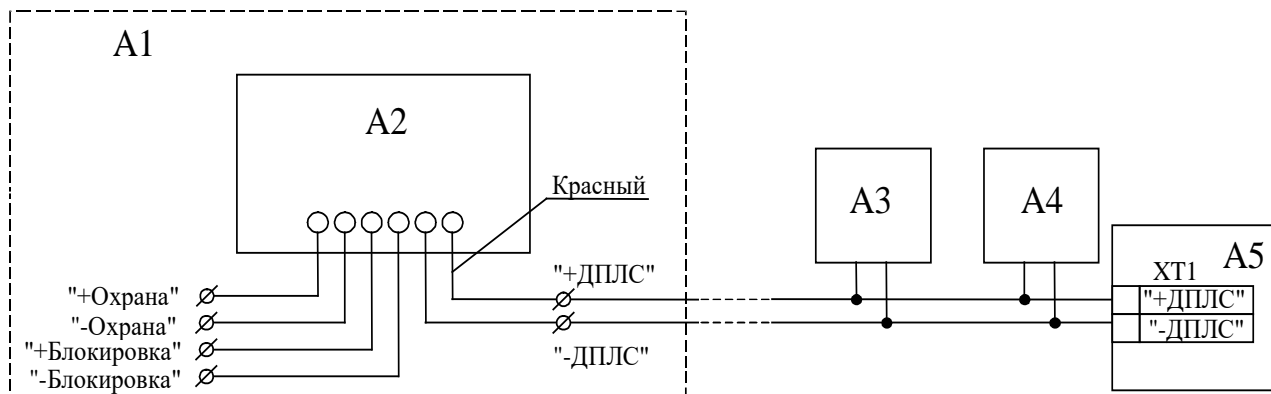 A1
A2
Красный
A3
A4
A5
"+ДПЛС"
XT1
"+Охрана"
"+ДПЛС"
"-Охрана"
"-ДПЛС"
"+Блокировка"
"-ДПЛС"
"-Блокировка"